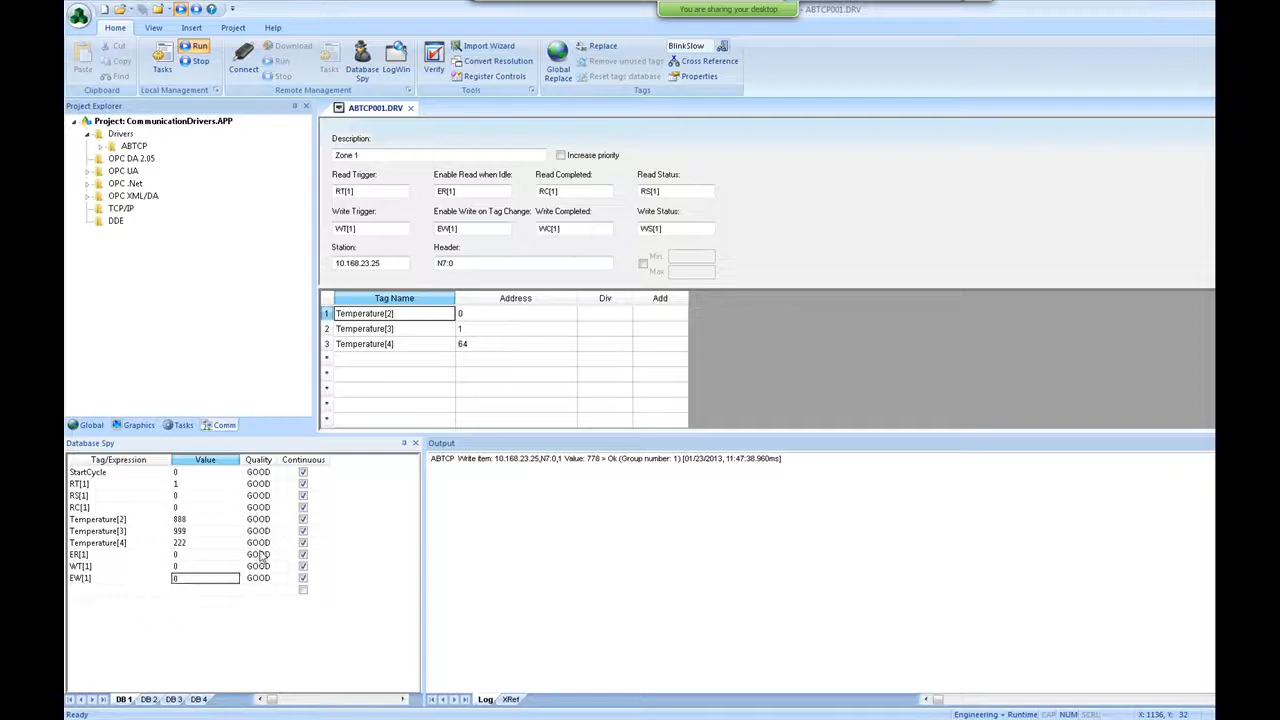 You are sharing your desktop
- ABTCP001.DRV
Home View Insert Project Help
Paste Cut Copy Find
Clipboard
Tasks Run Stop
Local Management
Connect Download Run Stop Tasks Database Spy LogWin
Remote Management
Verify Import Wizard Convert Resolution Register Controls
Tools
Global Replace Replace Remove unused tags Reset tags database BlinkSlow Cross Reference Properties
Tags
Project Explorer
Project: CommunicationDrivers.APP
Drivers
ABTCP
OPC DA 2.05
OPC UA
OPC .Net
OPC XML/DA
TCP/IP
DDE
Global Graphics Tasks Comm
ABTCP001.DRV
Description:
Zone 1 Increase priority
Read Trigger: Enable Read when Idle: Read Completed: Read Status:
RT[1] ER[1] RC[1] RS[1]
Write Trigger: Enable Write on Tag Change: Write Completed: Write Status:
WT[1] EW[1] WC[1] WS[1]
Station: Header:
10.168.23.25 N7:0
Min
Max
Tag Name Address Div Add
1 Temperature[2] 0
2 Temperature[3] 1
3 Temperature[4] 64
*
*
*
*
*
Database Spy
Tag/Expression Value Quality Continuous
StartCycle 0 GOOD
RT[1] 1 GOOD
RS[1] 0 GOOD
RC[1] 0 GOOD
Temperature[2] 888 GOOD
Temperature[3] 999 GOOD
Temperature[4] 222 GOOD
ER[1] 0 GOOD
WT[1] 0 GOOD
EW[1] 0 GOOD
DB 1 DB 2 DB 3 DB 4
Output
ABTCP Write Item: 10.168.23.25,N7:0,1 Value: 778 > Ok (Group number: 1) [01/23/2013, 11:47:38.960ms]
Log XRef
Ready
Engineering + Runtime CAP NUM SCRL X: 1136, Y: 32